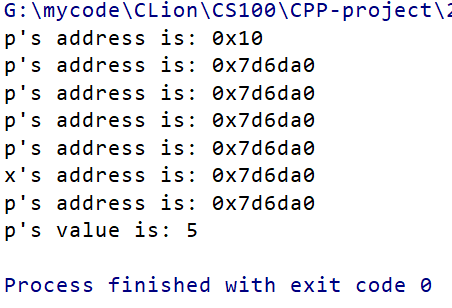 G:\mycode\CLion\CS100\CPP-project\2
p's address is: 0x10
p's address is: 0x7d6da0
p's address is: 0x7d6da0
p's address is: 0x7d6da0
p's address is: 0x7d6da0
x's address is: 0x7d6da0
p's address is: 0x7d6da0
p's value is: 5
Process finished with exit code 0